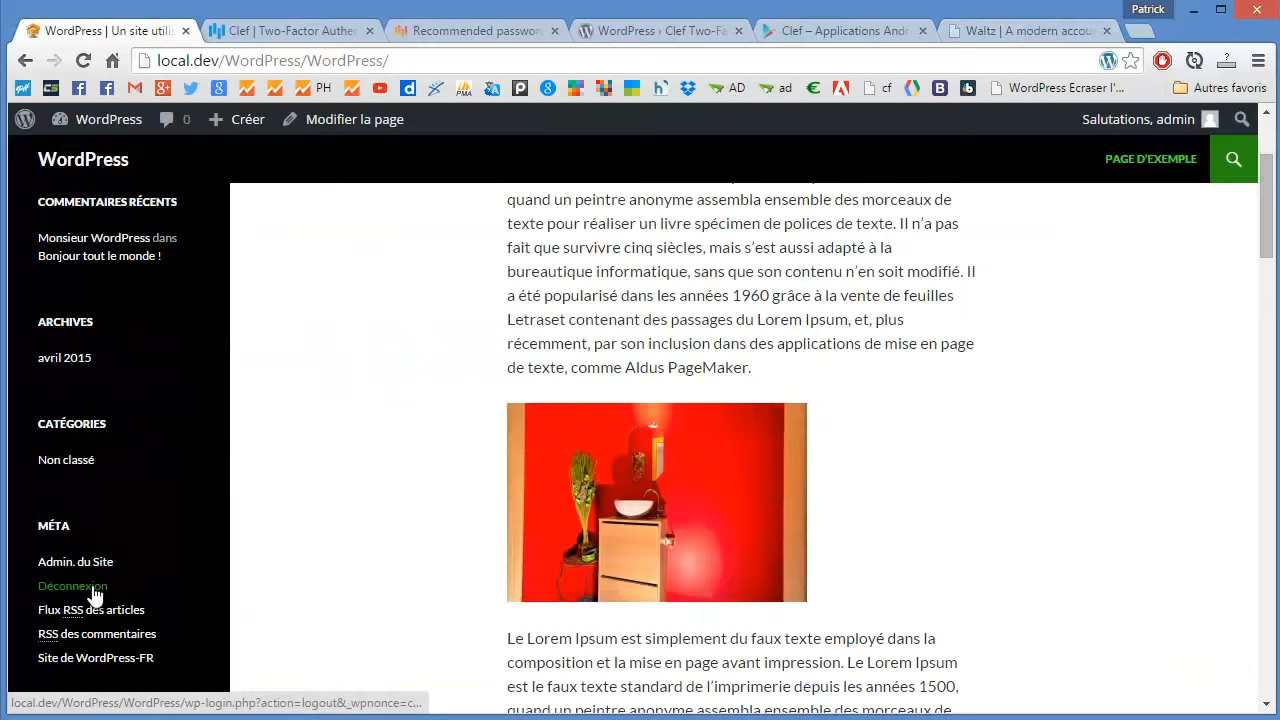 Patrick
WordPress | Un site utilis
Clef | Two-Factor Authe
Recommended passwor
WordPress › Clef Two-Fa
Clef – Applications Andr
Waltz | A modern accou
local.dev/WordPress/WordPress/
PH
AD
ad
cf
WordPress Ecraser l'...
Autres favoris
WordPress
0
Créer
Modifier la page
Salutations, admin
WordPress
PAGE D'EXEMPLE
COMMENTAIRES RÉCENTS
Monsieur WordPress dans
Bonjour tout le monde !
ARCHIVES
avril 2015
CATÉGORIES
Non classé
MÉTA
Admin. du Site
Déconnexion
Flux RSS des articles
RSS des commentaires
Site de WordPress-FR
quand un peintre anonyme assembla ensemble des morceaux de
texte pour réaliser un livre spécimen de polices de texte. Il n'a pas
fait que survivre cinq siècles, mais s'est aussi adapté à la
bureautique informatique, sans que son contenu n'en soit modifié. Il
a été popularisé dans les années 1960 grâce à la vente de feuilles
Letraset contenant des passages du Lorem Ipsum, et, plus
récemment, par son inclusion dans des applications de mise en page
de texte, comme Aldus PageMaker.
Le Lorem Ipsum est simplement du faux texte employé dans la
composition et la mise en page avant impression. Le Lorem Ipsum
est le faux texte standard de l'imprimerie depuis les années 1500,
quand un peintre anonyme assembla ensemble des morceaux de
local.dev/WordPress/WordPress/wp-login.php?action=logout&_wpnonce=c...